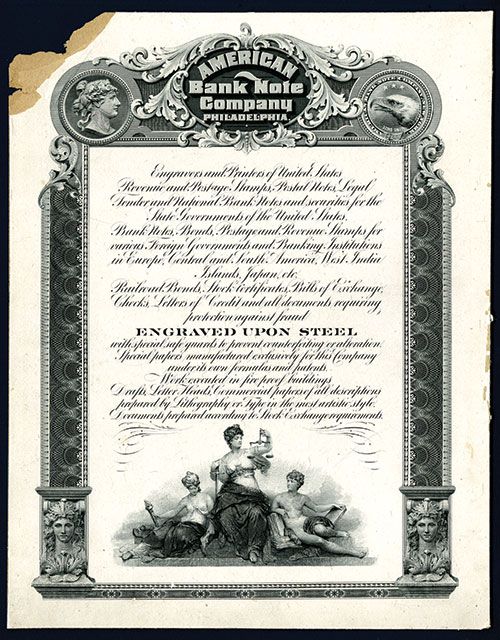 AMERICAN
Bank Note
Company
PHILADELPHIA
Engravers and Printers of United States
Revenue and Postage Stamps, Postal Notes, Legal
Tender and National Bank Notes and securities for the
State Governments of the United States.
Bank Notes, Bonds, Postage and Revenue Stamps for
various Foreign Governments and Banking Institutions
in Europe, Central and South America, West India
Islands, Japan, etc.
Railroad Bonds, Stock Certificates, Bills of Exchange,
Checks, Letters of Credit and all documents requiring
protection against fraud
ENGRAVED UPON STEEL
with special safe guards to prevent counterfeiting or alteration.
Special papers manufactured exclusively for this Company
under its own formulas and patents.
Work executed in fire proof buildings
Drafts, Letter Heads, Commercial papers of all descriptions
prepared by Lithography or Type in the most artistic style.
Documents prepared according to Stock Exchange requirements.